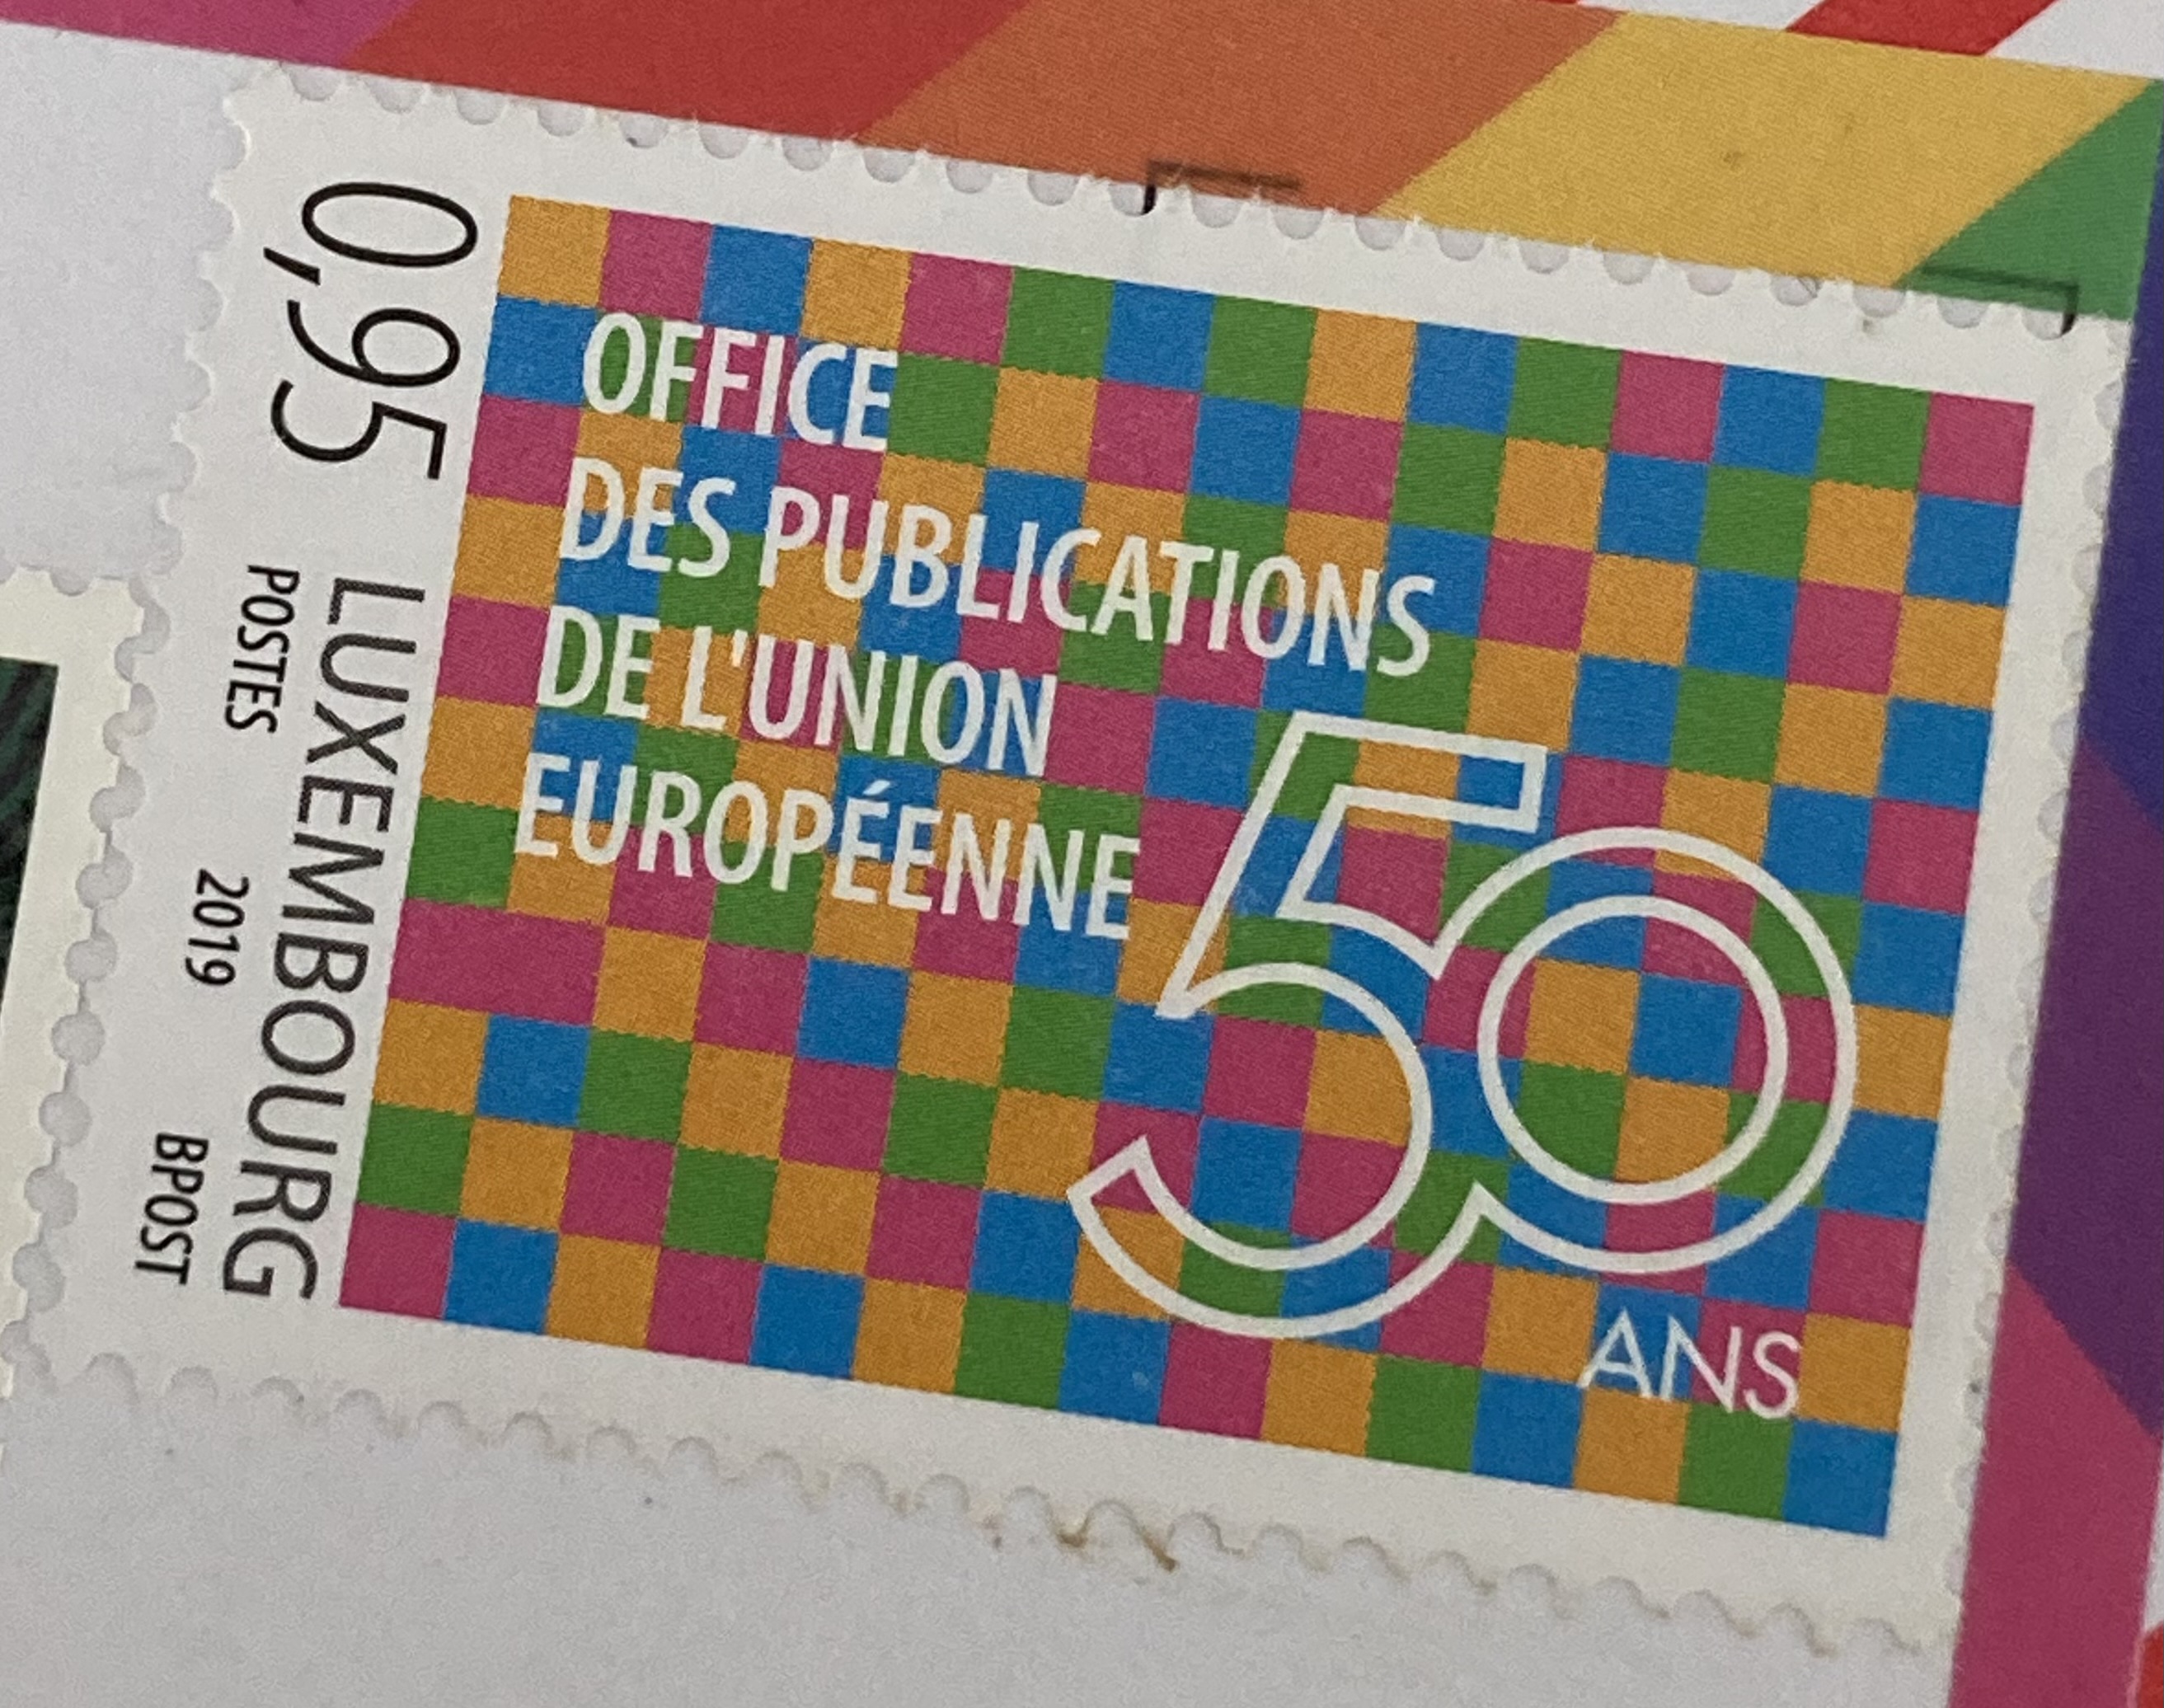 0,95
LUXEMBOURG
POSTES 2019 BPOST
OFFICE
DES PUBLICATIONS
DE L'UNION
EUROPÉENNE
50
ANS